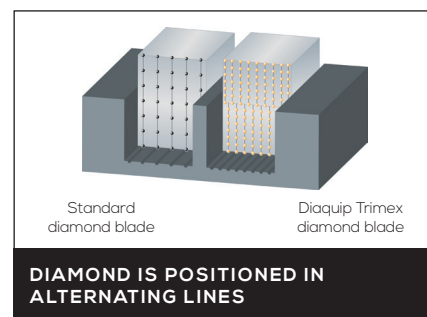 Standard
diamond blade
Diaquip Trimex
diamond blade
DIAMOND IS POSITIONED IN
ALTERNATING LINES